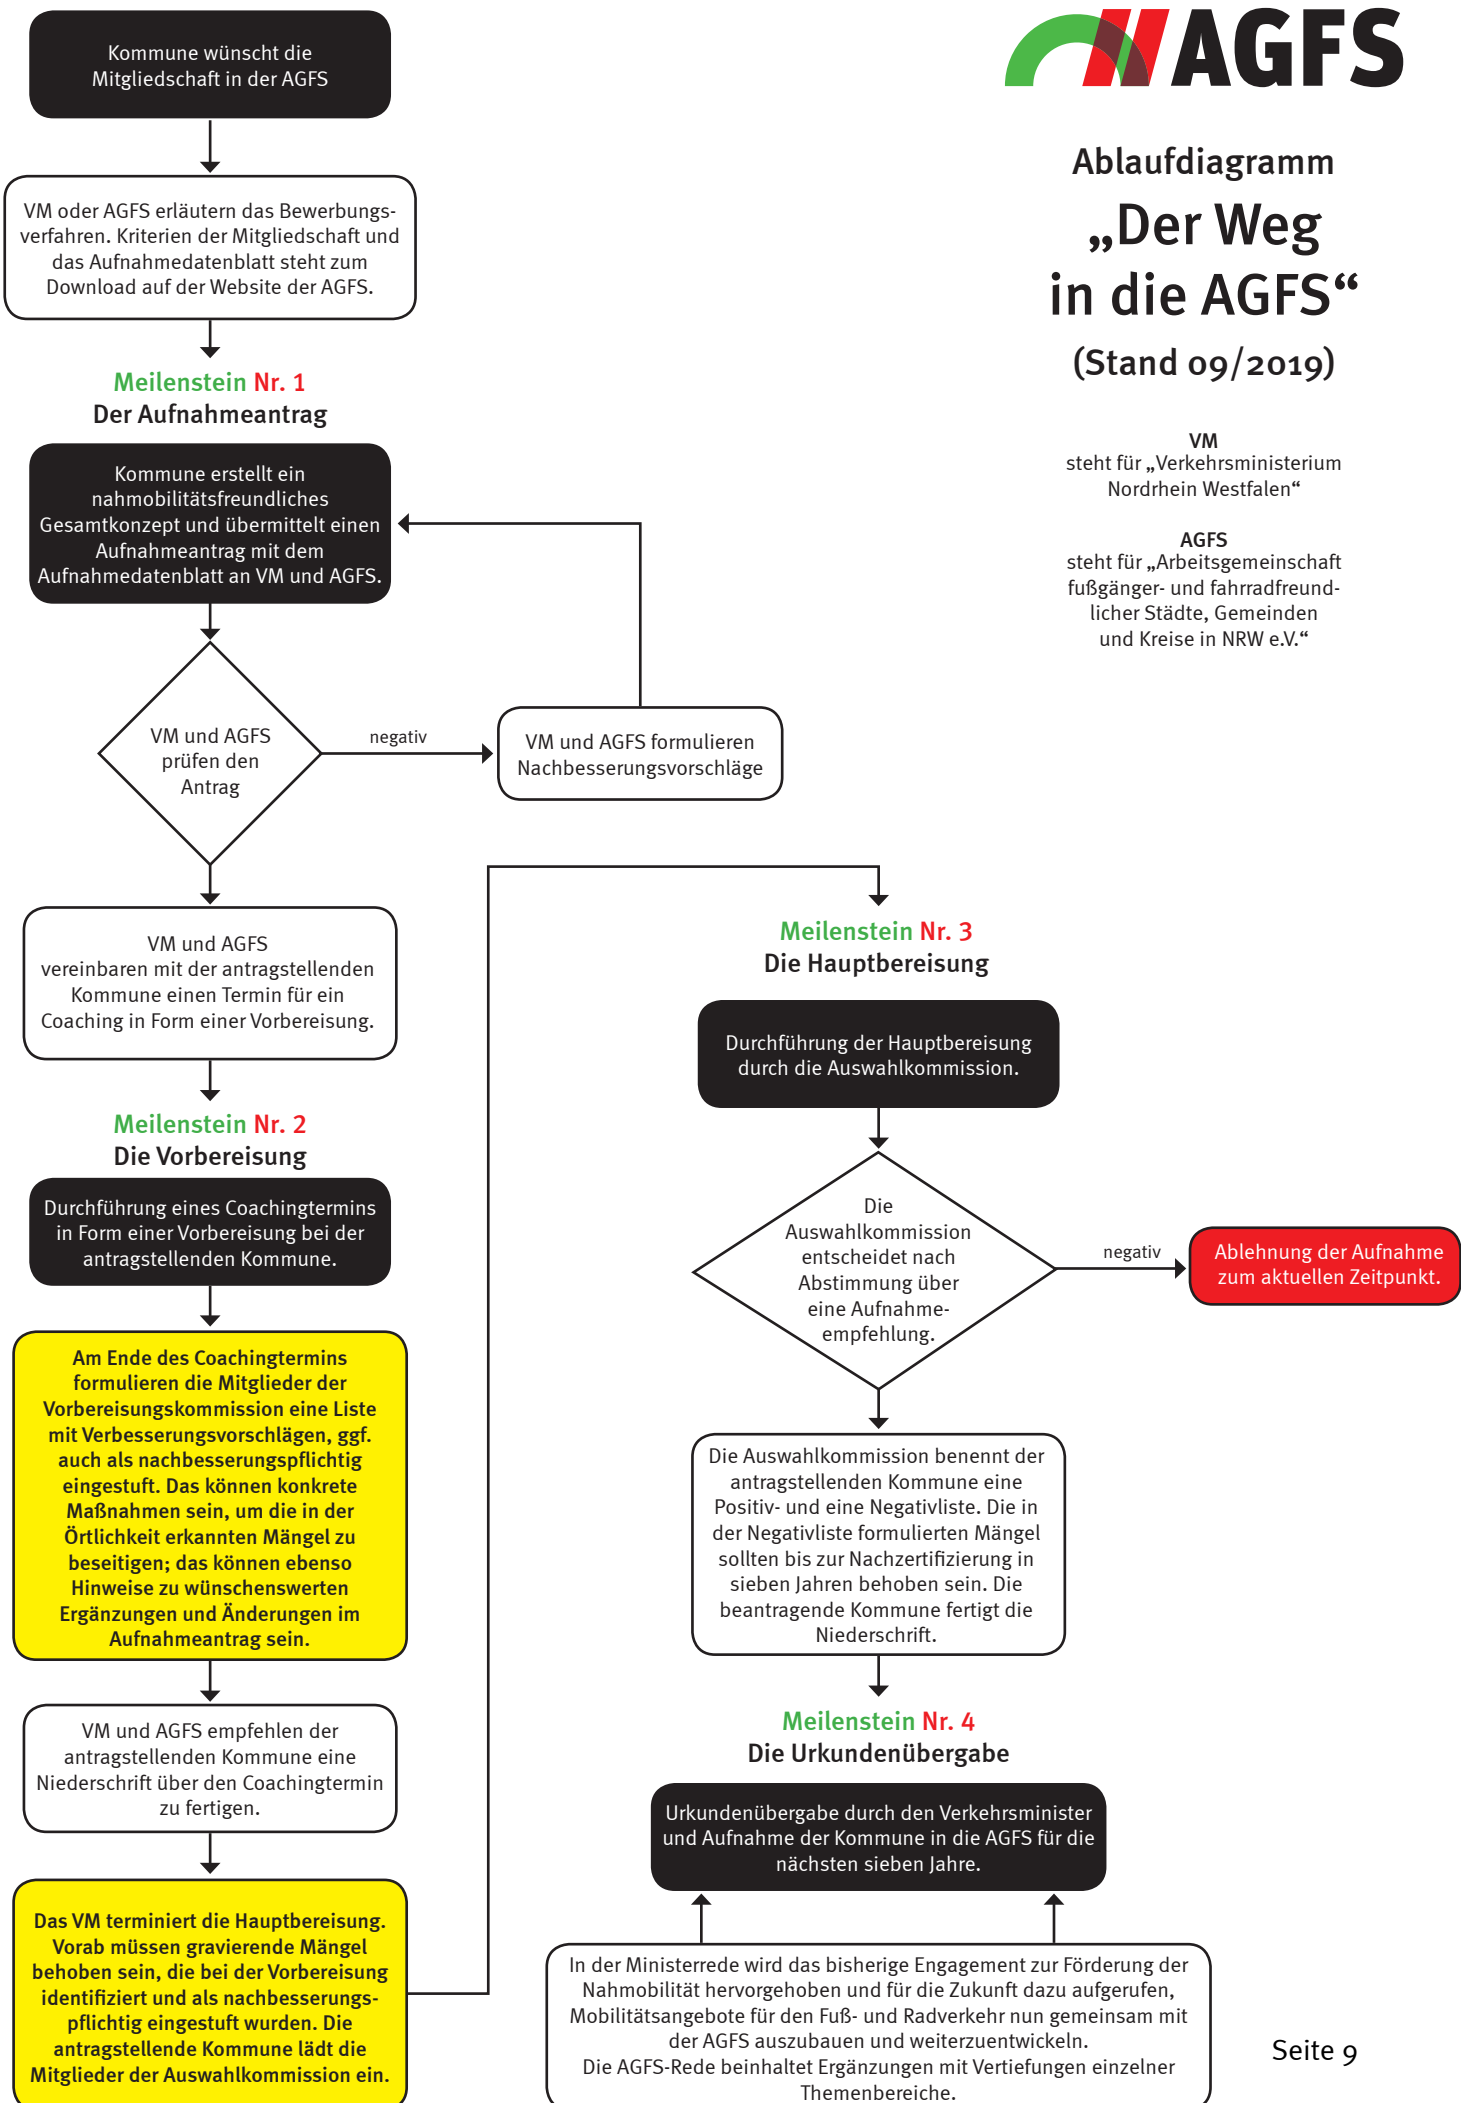 AGFS
Ablaufdiagramm
„Der Weg
in die AGFS“
(Stand 09/2019)
VM
steht für „Verkehrsministerium
Nordrhein Westfalen“
AGFS
steht für „Arbeitsgemeinschaft
fußgänger- und fahrradfreund-
licher Städte, Gemeinden
und Kreise in NRW e.V.“
Kommune wünscht die
Mitgliedschaft in der AGFS
VM oder AGFS erläutern das Bewerbungs-
verfahren. Kriterien der Mitgliedschaft und
das Aufnahmedatenblatt steht zum
Download auf der Website der AGFS.
Meilenstein Nr. 1
Der Aufnahmeantrag
Kommune erstellt ein
nahmobilitätsfreundliches
Gesamtkonzept und übermittelt einen
Aufnahmeantrag mit dem
Aufnahmedatenblatt an VM und AGFS.
VM und AGFS
prüfen den
Antrag
negativ
VM und AGFS formulieren
Nachbesserungsvorschläge
VM und AGFS
vereinbaren mit der antragstellenden
Kommune einen Termin für ein
Coaching in Form einer Vorbereisung.
Meilenstein Nr. 2
Die Vorbereisung
Durchführung eines Coachingtermins
in Form einer Vorbereisung bei der
antragstellenden Kommune.
Am Ende des Coachingtermins
formulieren die Mitglieder der
Vorbereisungskommission eine Liste
mit Verbesserungsvorschlägen, ggf.
auch als nachbesserungspflichtig
eingestuft. Das können konkrete
Maßnahmen sein, um die in der
Örtlichkeit erkannten Mängel zu
beseitigen; das können ebenso
Hinweise zu wünschenswerten
Ergänzungen und Änderungen im
Aufnahmeantrag sein.
VM und AGFS empfehlen der
antragstellenden Kommune eine
Niederschrift über den Coachingtermin
zu fertigen.
Das VM terminiert die Hauptbereisung.
Vorab müssen gravierende Mängel
behoben sein, die bei der Vorbereisung
identifiziert und als nachbesserungs-
pflichtig eingestuft wurden. Die
antragstellende Kommune lädt die
Mitglieder der Auswahlkommission ein.
Meilenstein Nr. 3
Die Hauptbereisung
Durchführung der Hauptbereisung
durch die Auswahlkommission.
Die
Auswahlkommission
entscheidet nach
Abstimmung über
eine Aufnahme-
empfehlung.
negativ
Ablehnung der Aufnahme
zum aktuellen Zeitpunkt.
Die Auswahlkommission benennt der
antragstellenden Kommune eine
Positiv- und eine Negativliste. Die in
der Negativliste formulierten Mängel
sollten bis zur Nachzertifizierung in
sieben Jahren behoben sein. Die
beantragende Kommune fertigt die
Niederschrift.
Meilenstein Nr. 4
Die Urkundenübergabe
Urkundenübergabe durch den Verkehrsminister
und Aufnahme der Kommune in die AGFS für die
nächsten sieben Jahre.
In der Ministerrede wird das bisherige Engagement zur Förderung der
Nahmobilität hervorgehoben und für die Zukunft dazu aufgerufen,
Mobilitätsangebote für den Fuß- und Radverkehr nun gemeinsam mit
der AGFS auszubauen und weiterzuentwickeln.
Die AGFS-Rede beinhaltet Ergänzungen mit Vertiefungen einzelner
Themenbereiche.
Seite 9